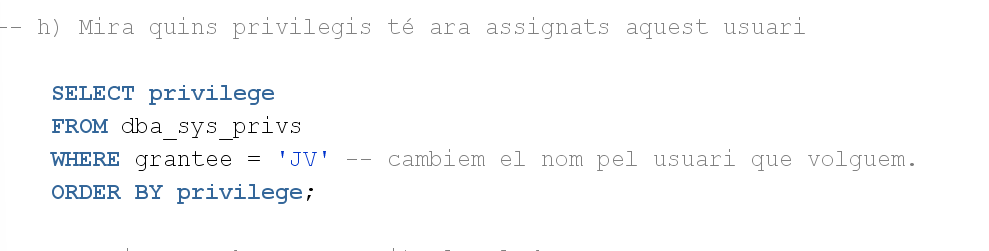 -- h) Mira quins privilegis té ara assignats aquest usuari
SELECT privilege
FROM dba_sys_privs
WHERE grantee = 'JV' -- cambiem el nom pel usuari que volguem.
ORDER BY privilege;